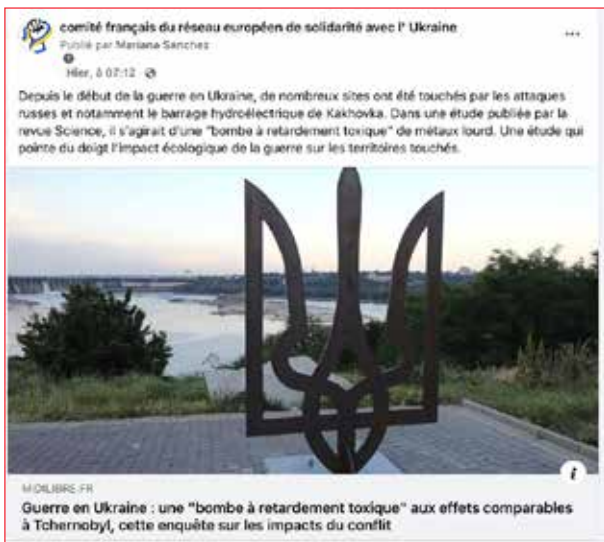 comité français du réseau européen de solidarité avec l' Ukraine
Publié par Mariana Sanchez
Hier, à 07:12
Depuis le début de la guerre en Ukraine, de nombreux sites ont été touchés par les attaques
russes et notamment le barrage hydroélectrique de Kakhovka. Dans une étude publiée par la
revue Science, il s'agirait d'une "bombe à retardement toxique" de métaux lourd. Une étude qui
pointe du doigt l'impact écologique de la guerre sur les territoires touchés.
MIDILIBRE.FR
Guerre en Ukraine : une "bombe à retardement toxique" aux effets comparables
à Tchernobyl, cette enquête sur les impacts du conflit